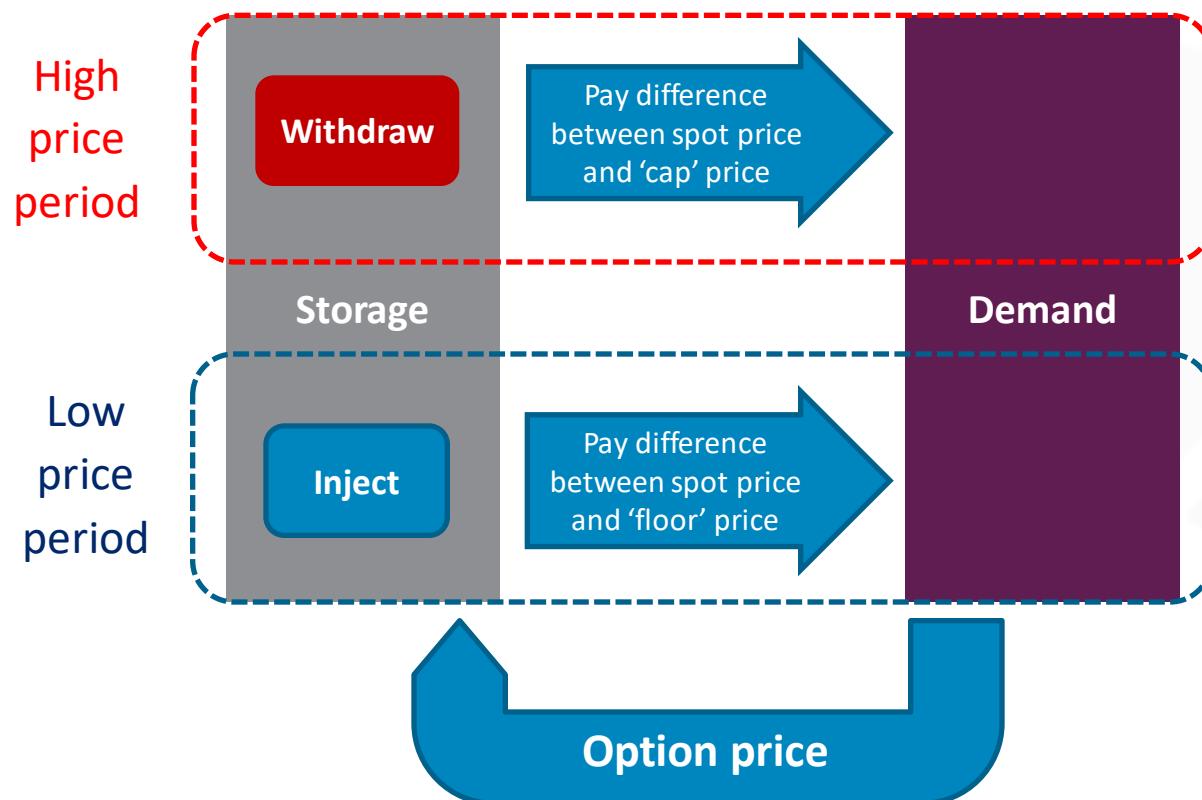 High
price
period
Withdraw
Pay difference
between spot price
and ‘cap’ price
Storage
Demand
Low
price
period
Inject
Pay difference
between spot price
and ‘floor’ price
Option price